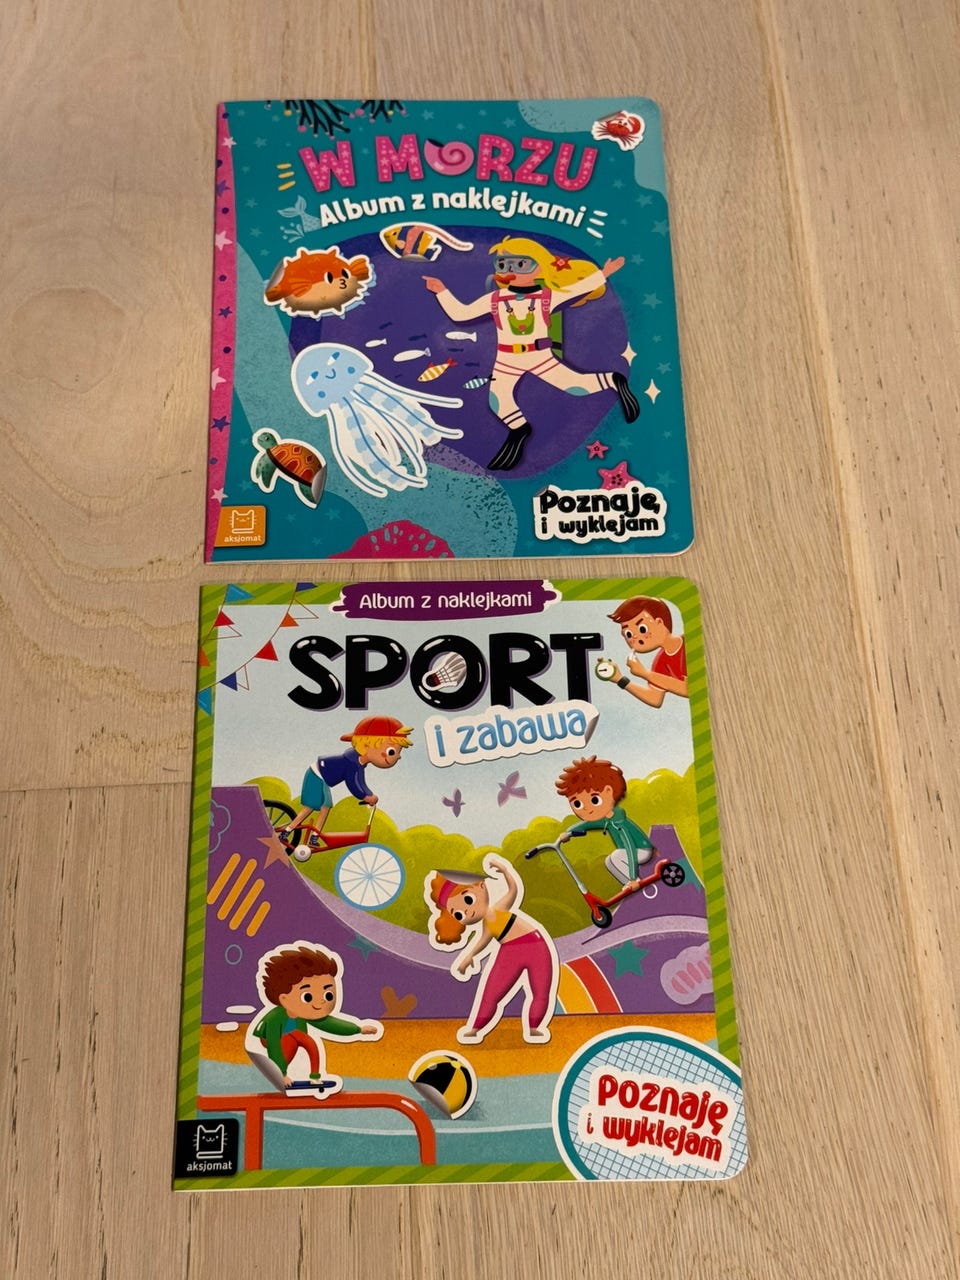 W MORZU
Album z naklejkami
Poznaję
i wyklejam
aksjomat
Album z naklejkami
SPORT
i zabawa
Poznaję
i wyklejam
aksjomat